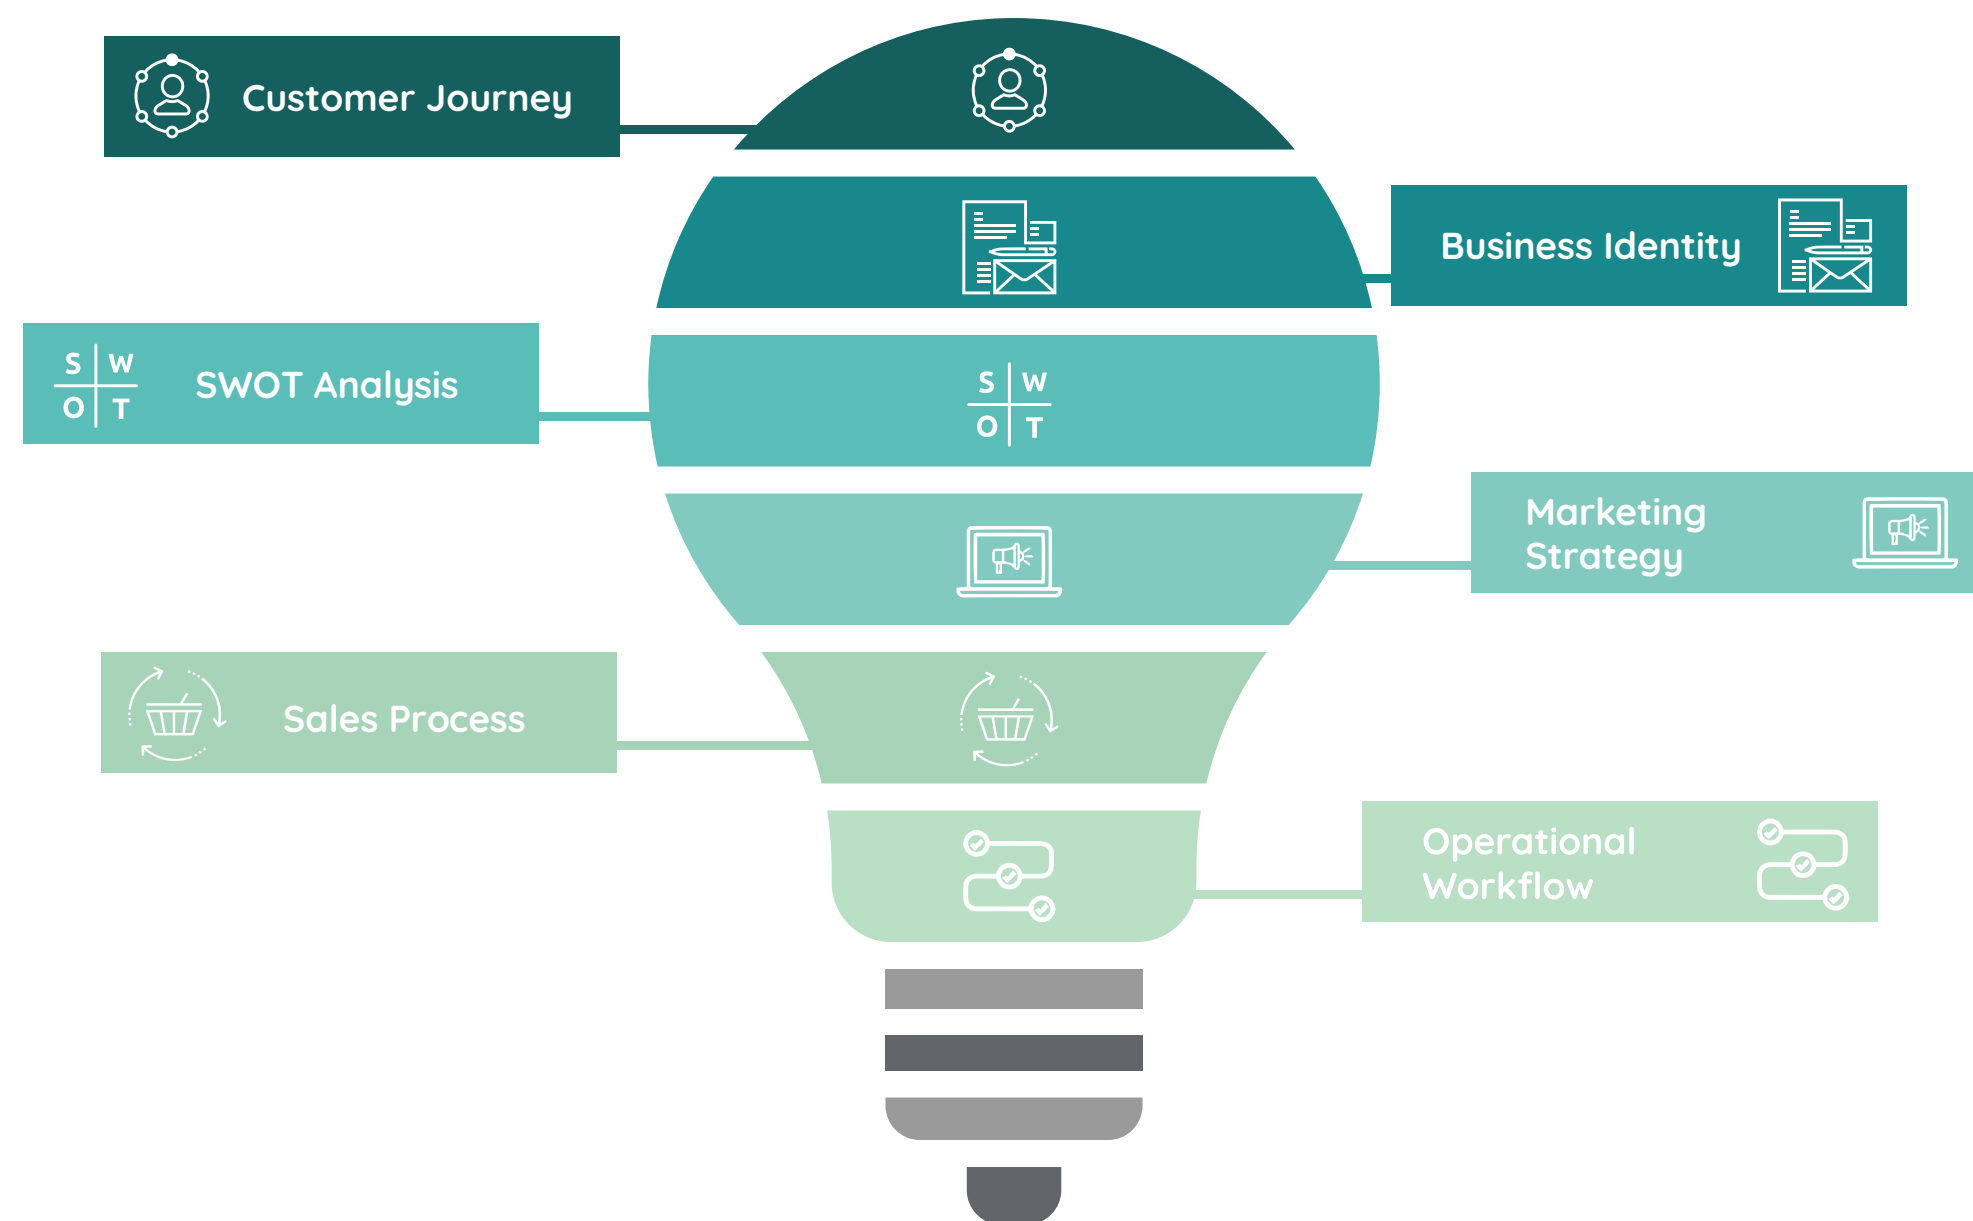 Customer Journey
Business Identity
S W
O T
SWOT Analysis
S W
O T
Marketing
Strategy
Sales Process
Operational
Workflow